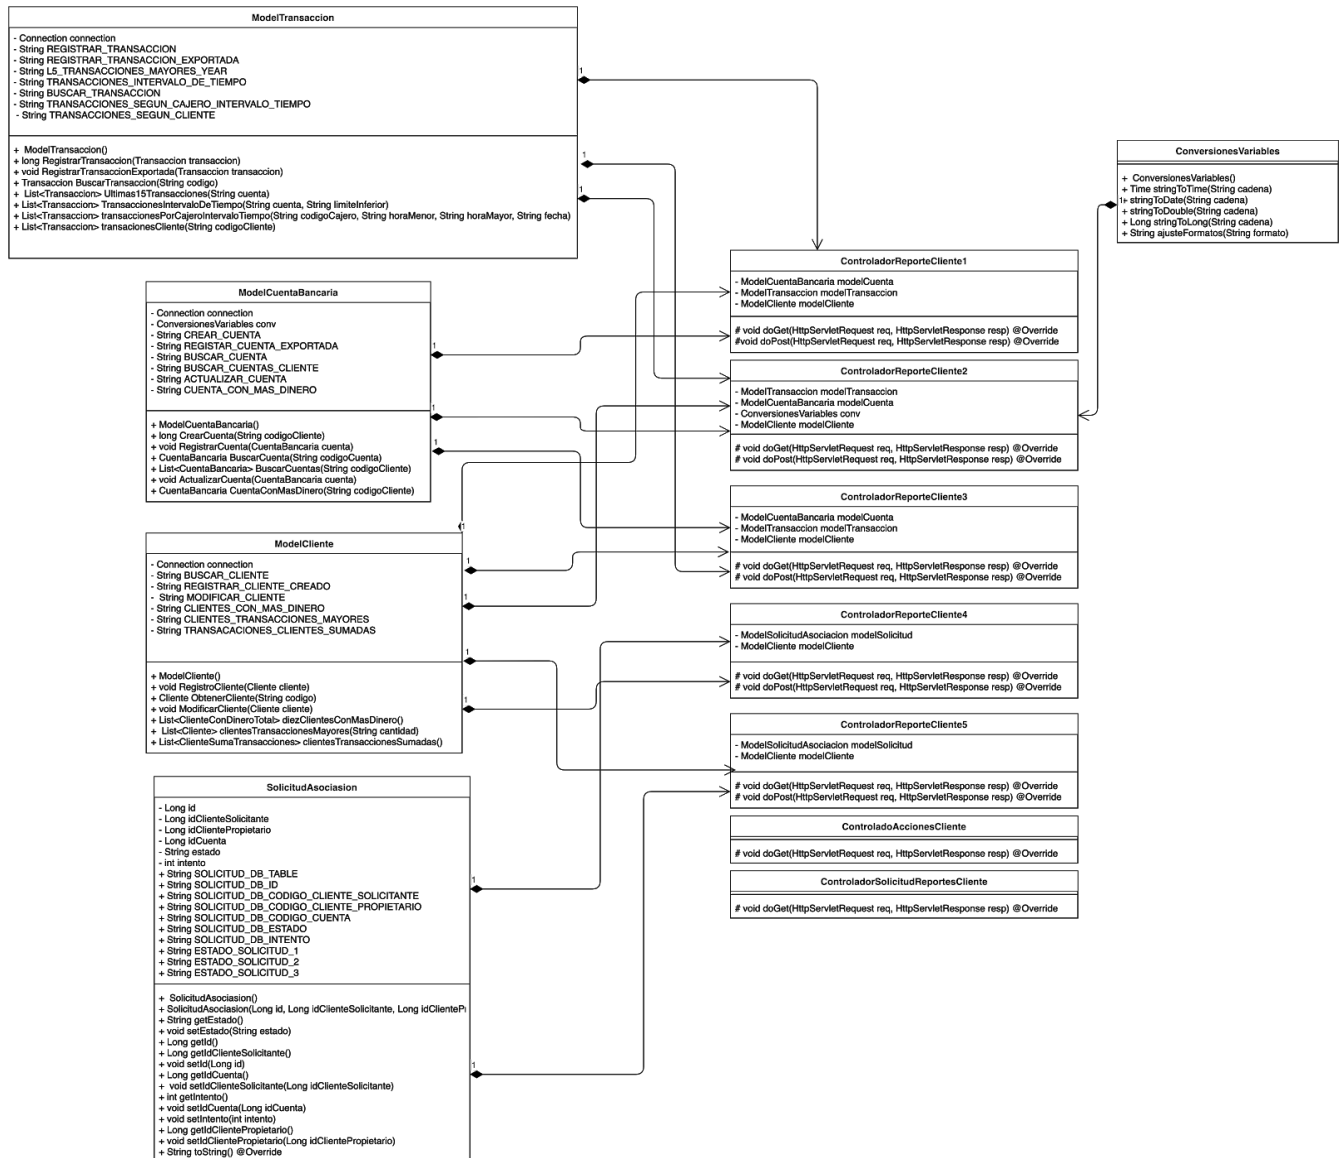 ModelTransaccion
- Connection connection
- String REGISTRAR_TRANSACCION
- String REGISTRAR_TRANSACCION_EXPORTADA
- String L5_TRANSACCIONES_MAYORES_YEAR
- String TRANSACCIONES_INTERVALO_DE_TIEMPO
- String BUSCAR_TRANSACCION
- String TRANSACCIONES_SEGUN_CAJERO_INTERVALO_TIEMPO
- String TRANSACCIONES_SEGUN_CLIENTE
+ ModelTransaccion()
+ long RegistrarTransaccion(Transaccion transaccion)
+ void RegistrarTransaccionExportada(Transaccion transaccion)
+ Transaccion BuscarTransaccion(String codigo)
+ List<Transaccion> Ultimas15Transacciones(String cuenta)
+ List<Transaccion> TransaccionesIntervaloDeTiempo(String cuenta, String limiteInferior)
+ List<Transaccion> transaccionesPorCajeroIntervaloTiempo(String codigoCajero, String horaMenor, String horaMayor, String fecha)
+ List<Transaccion> transacionesCliente(String codigoCliente)
1
1
1
ConversionesVariables
+ ConversionesVariables()
+ Time stringToTime(String cadena)
1+ stringToDate(String cadena)
+ stringToDouble(String cadena)
+ Long stringToLong(String cadena)
+ String ajusteFormatos(String formato)
ModelCuentaBancaria
- Connection connection
- ConversionesVariables conv
- String CREAR_CUENTA
- String REGISTAR_CUENTA_EXPORTADA
- String BUSCAR_CUENTA
- String BUSCAR_CUENTAS_CLIENTE
- String ACTUALIZAR_CUENTA
- String CUENTA_CON_MAS_DINERO
+ ModelCuentaBancaria()
+ long CrearCuenta(String codigoCliente)
+ void RegistrarCuenta(CuentaBancaria cuenta)
+ CuentaBancaria BuscarCuenta(String codigoCuenta)
+ List<CuentaBancaria> BuscarCuentas(String codigoCliente)
+ void ActualizarCuenta(CuentaBancaria cuenta)
+ CuentaBancaria CuentaConMasDinero(String codigoCliente)
1
1
1
ModelCliente
- Connection connection
- String BUSCAR_CLIENTE
- String REGISTRAR_CLIENTE_CREADO
- String MODIFICAR_CLIENTE
- String CLIENTES_CON_MAS_DINERO
- String CLIENTES_TRANSACCIONES_MAYORES
- String TRANSACACIONES_CLIENTES_SUMADAS
+ ModelCliente()
+ void RegistroCliente(Cliente cliente)
+ Cliente ObtenerCliente(String codigo)
+ void ModificarCliente(Cliente cliente)
+ List<ClienteConDineroTotal> diezClientesConMasDinero()
+ List<Cliente> clientesTransaccionesMayores(String cantidad)
+ List<ClienteSumaTransacciones> clientesTransaccionesSumadas()
1
1
1
1
1
SolicitudAsociasion
- Long id
- Long idClienteSolicitante
- Long idClientePropietario
- Long idCuenta
- String estado
- int intento
+ String SOLICITUD_DB_TABLE
+ String SOLICITUD_DB_ID
+ String SOLICITUD_DB_CODIGO_CLIENTE_SOLICITANTE
+ String SOLICITUD_DB_CODIGO_CLIENTE_PROPIETARIO
+ String SOLICITUD_DB_CODIGO_CUENTA
+ String SOLICITUD_DB_ESTADO
+ String SOLICITUD_DB_INTENTO
+ String ESTADO_SOLICITUD_1
+ String ESTADO_SOLICITUD_2
+ String ESTADO_SOLICITUD_3
+ SolicitudAsociasion()
+ SolicitudAsociasion(Long id, Long idClienteSolicitante, Long idClienteP
+ String getEstado()
+ void setEstado(String estado)
+ Long getId()
+ Long getIdClienteSolicitante()
+ void setId(Long id)
+ Long getIdCuenta()
+ void setIdClienteSolicitante(Long idClienteSolicitante)
+ int getIntento()
+ void setIdCuenta(Long idCuenta)
+ void setIntento(int intento)
+ Long getIdClientePropietario()
+ void setIdClientePropietario(Long idClientePropietario)
+ String toString() @Override
1
1
ControladorReporteCliente1
- ModelCuentaBancaria modelCuenta
- ModelTransaccion modelTransaccion
- ModelCliente modelCliente
# void doGet(HttpServletRequest req, HttpServletResponse resp) @Override
#void doPost(HttpServletRequest req, HttpServletResponse resp) @Override
ControladorReporteCliente2
- ModelTransaccion modelTransaccion
- ModelCuentaBancaria modelCuenta
- ConversionesVariables conv
- ModelCliente modelCliente
# void doGet(HttpServletRequest req, HttpServletResponse resp) @Override
# void doPost(HttpServletRequest req, HttpServletResponse resp) @Override
ControladorReporteCliente3
- ModelCuentaBancaria modelCuenta
- ModelTransaccion modelTransaccion
- ModelCliente modelCliente
# void doGet(HttpServletRequest req, HttpServletResponse resp) @Override
# void doPost(HttpServletRequest req, HttpServletResponse resp) @Override
ControladorReporteCliente4
- ModelSolicitudAsociacion modelSolicitud
- ModelCliente modelCliente
# void doGet(HttpServletRequest req, HttpServletResponse resp) @Override
# void doPost(HttpServletRequest req, HttpServletResponse resp) @Override
ControladorReporteCliente5
- ModelSolicitudAsociacion modelSolicitud
- ModelCliente modelCliente
# void doGet(HttpServletRequest req, HttpServletResponse resp) @Override
# void doPost(HttpServletRequest req, HttpServletResponse resp) @Override
ControladoAccionesCliente
# void doGet(HttpServletRequest req, HttpServletResponse resp) @Override
ControladorSolicitudReportesCliente
# void doGet(HttpServletRequest req, HttpServletResponse resp) @Override